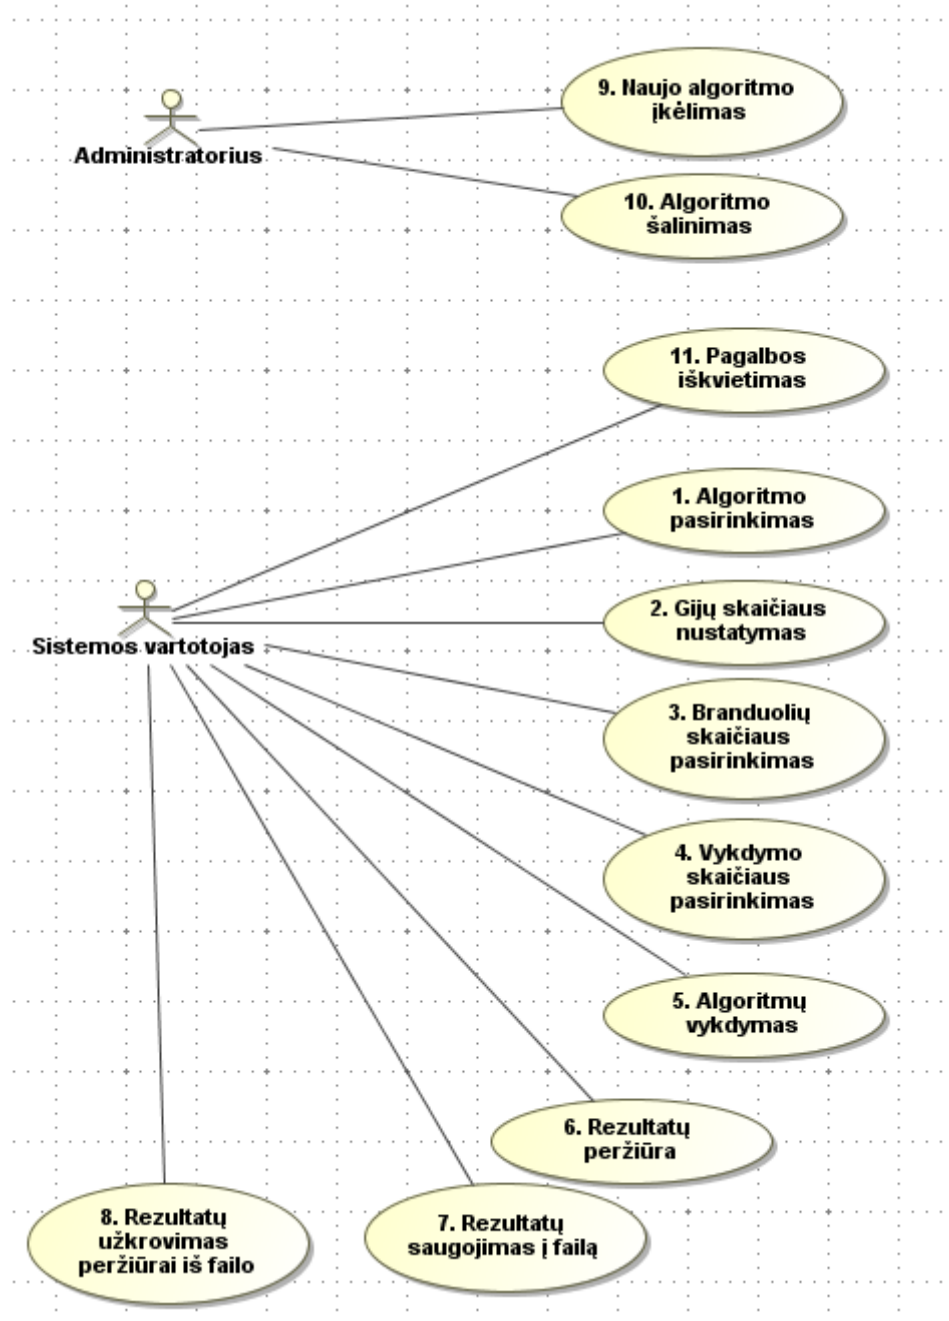 9. Naujo algoritmo
įkėlimas
Administratorius
10. Algoritmo
šalinimas
11. Pagalbos
iškvietimas
1. Algoritmo
pasirinkimas
2. Gijų skaičiaus
nustatymas
Sistemos vartotojas
3. Branduolių
skaičiaus
pasirinkimas
4. Vykdymo
skaičiaus
pasirinkimas
5. Algoritmų
vykdymas
6. Rezultatų
peržiūra
7. Rezultatų
saugojimas į failą
8. Rezultatų
užkrovimas
peržiūrai iš failo